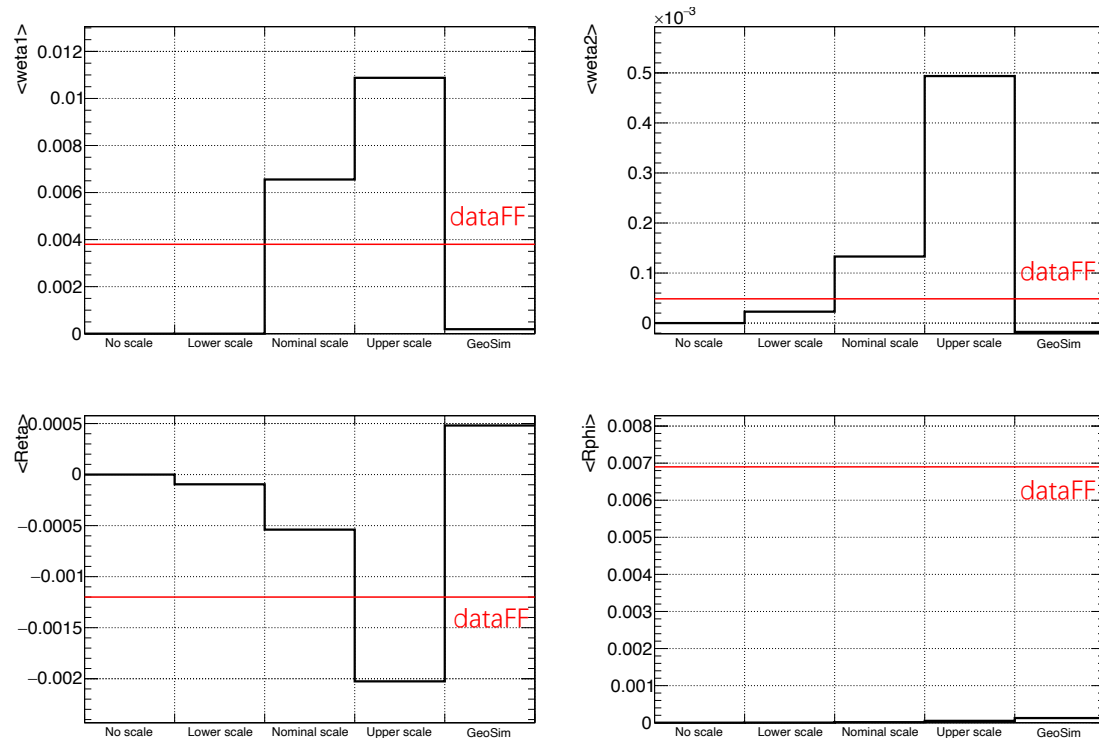 <weta1>
0.012
0.01
0.008
0.006
0.004
0.002
0
dataFF
No scale Lower scale Nominal scale Upper scale GeoSim
×10⁻³
<weta2>
0.5
0.4
0.3
0.2
0.1
0
dataFF
No scale Lower scale Nominal scale Upper scale GeoSim
<Reta>
0.0005
0
−0.0005
−0.001
−0.0015
−0.002
dataFF
No scale Lower scale Nominal scale Upper scale GeoSim
<Rphi>
0.008
0.007
0.006
0.005
0.004
0.003
0.002
0.001
0
dataFF
No scale Lower scale Nominal scale Upper scale GeoSim